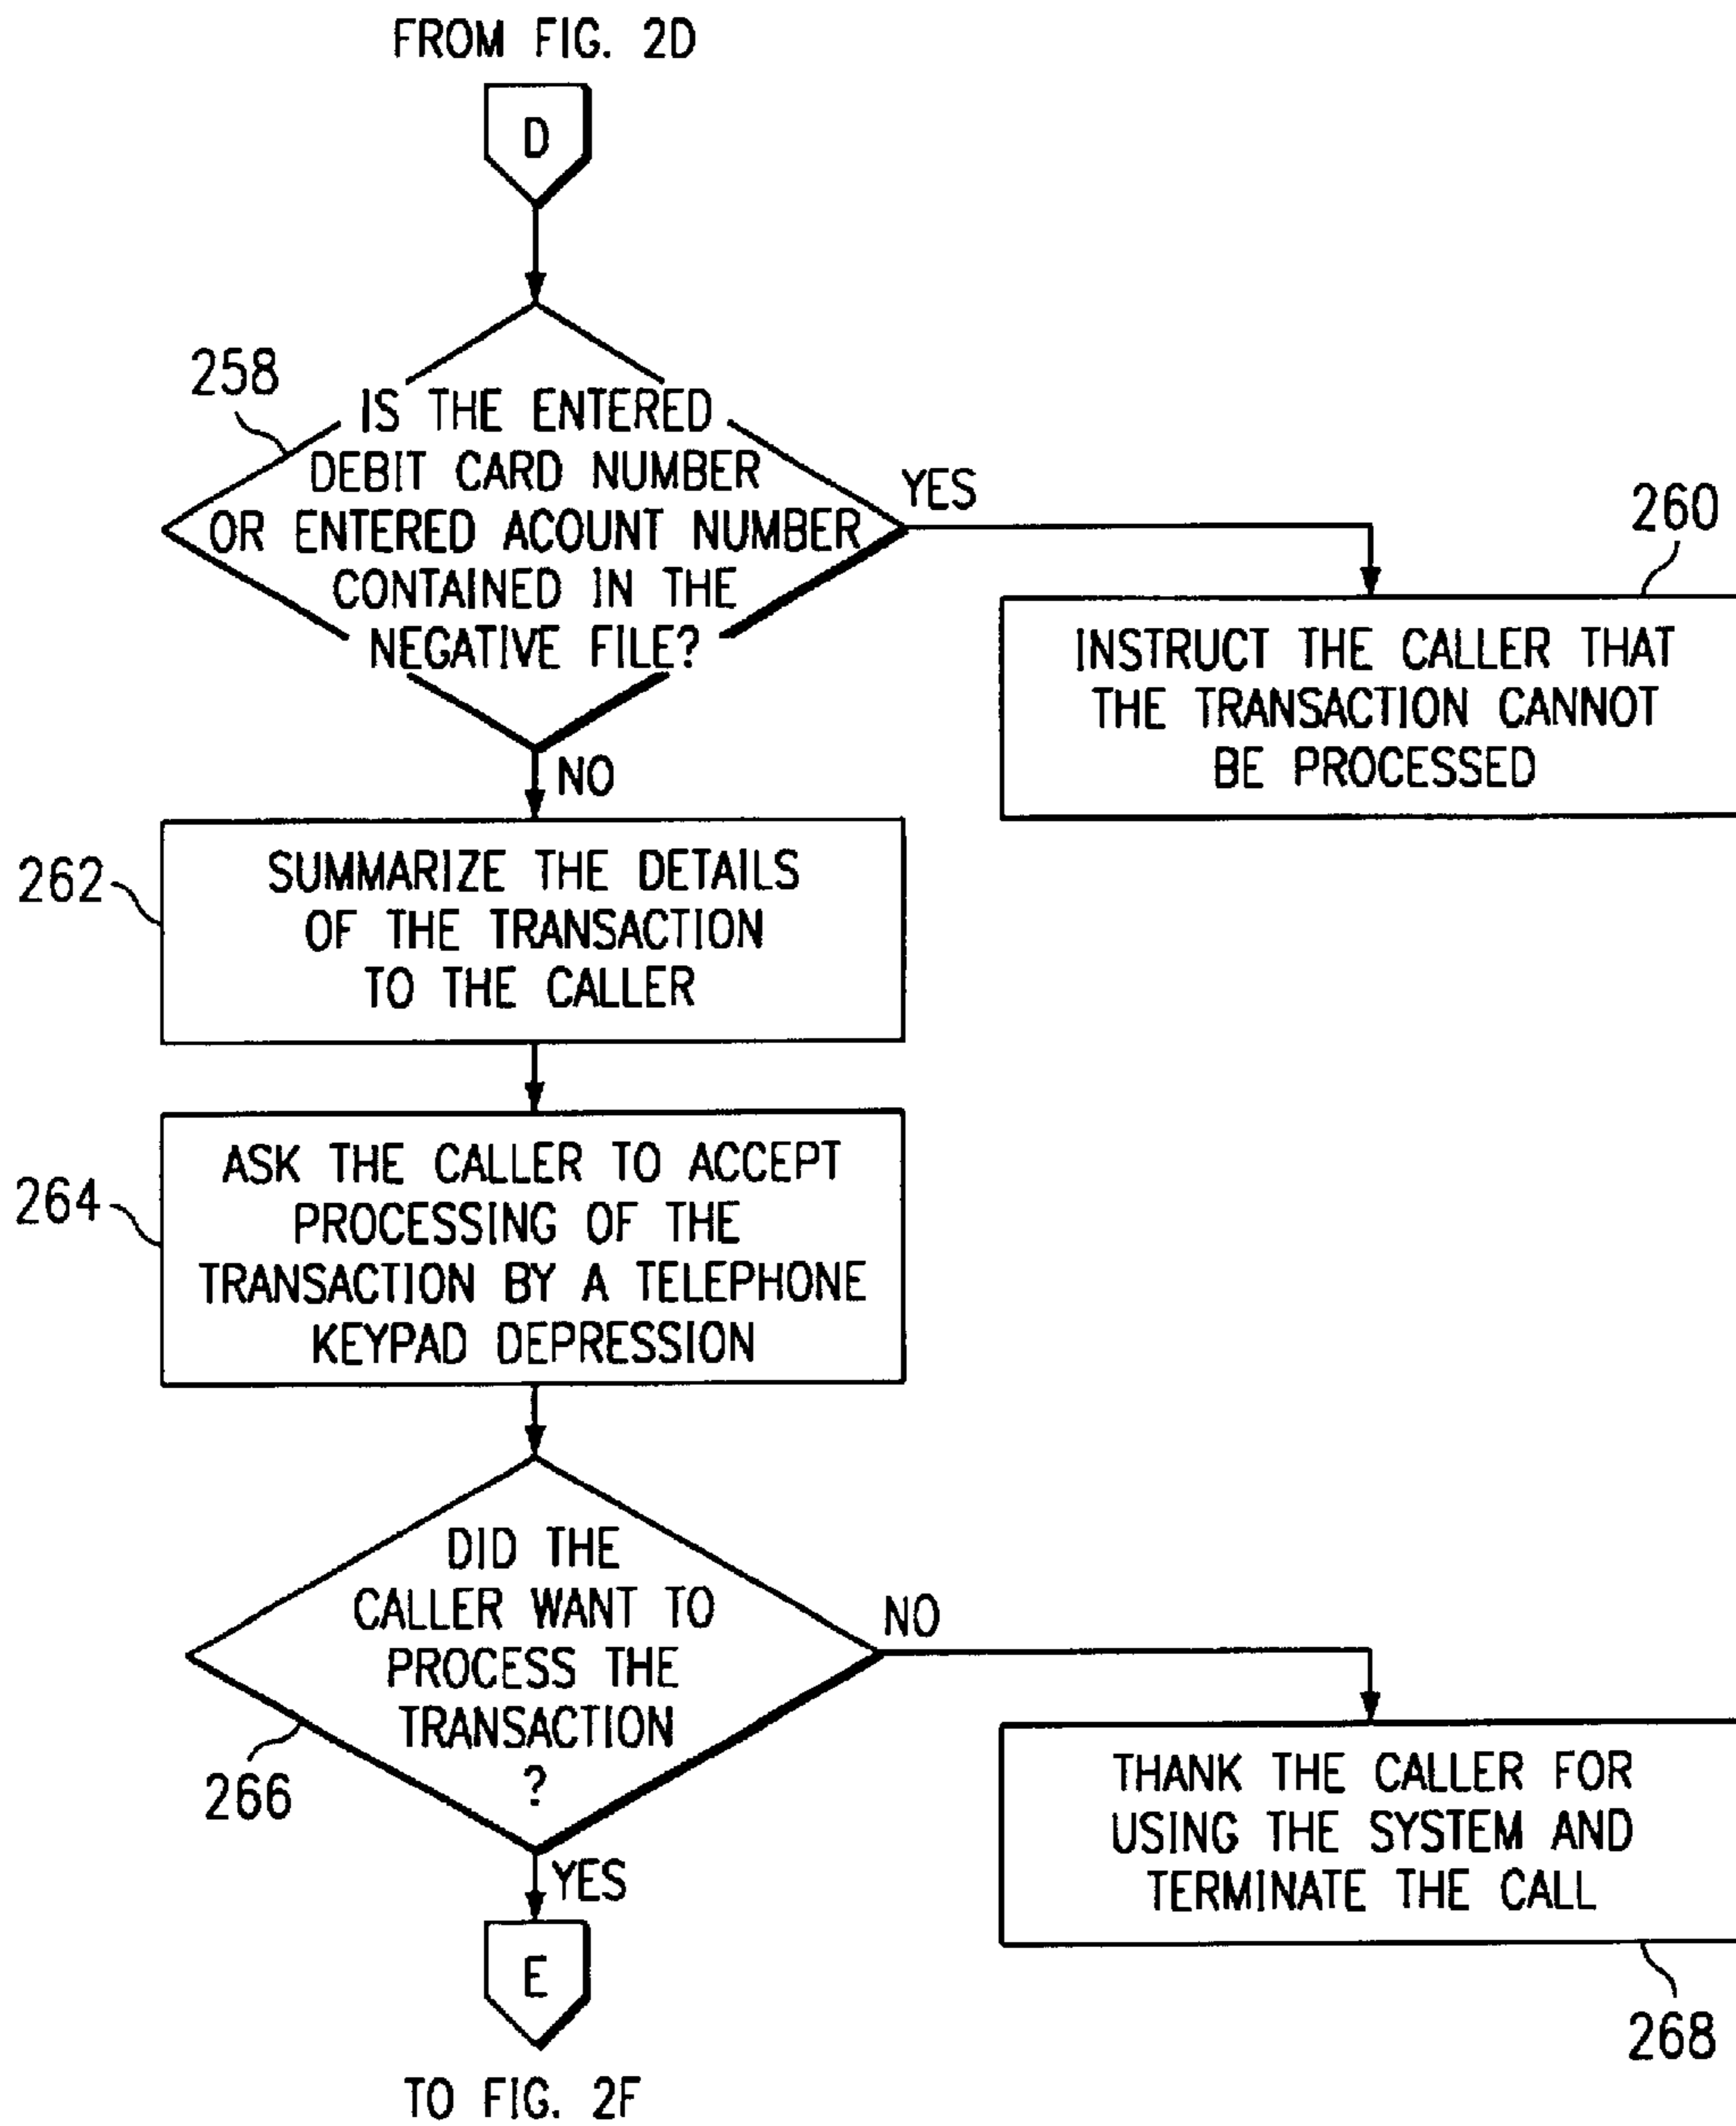 FROM FIG. 2D
D
258
IS THE ENTERED
DEBIT CARD NUMBER
OR ENTERED ACOUNT NUMBER
CONTAINED IN THE
NEGATIVE FILE?
YES
260
INSTRUCT THE CALLER THAT
THE TRANSACTION CANNOT
BE PROCESSED
NO
262
SUMMARIZE THE DETAILS
OF THE TRANSACTION
TO THE CALLER
264
ASK THE CALLER TO ACCEPT
PROCESSING OF THE
TRANSACTION BY A TELEPHONE
KEYPAD DEPRESSION
DID THE
CALLER WANT TO
PROCESS THE
TRANSACTION
?
266
NO
THANK THE CALLER FOR
USING THE SYSTEM AND
TERMINATE THE CALL
268
YES
E
TO FIG. 2F